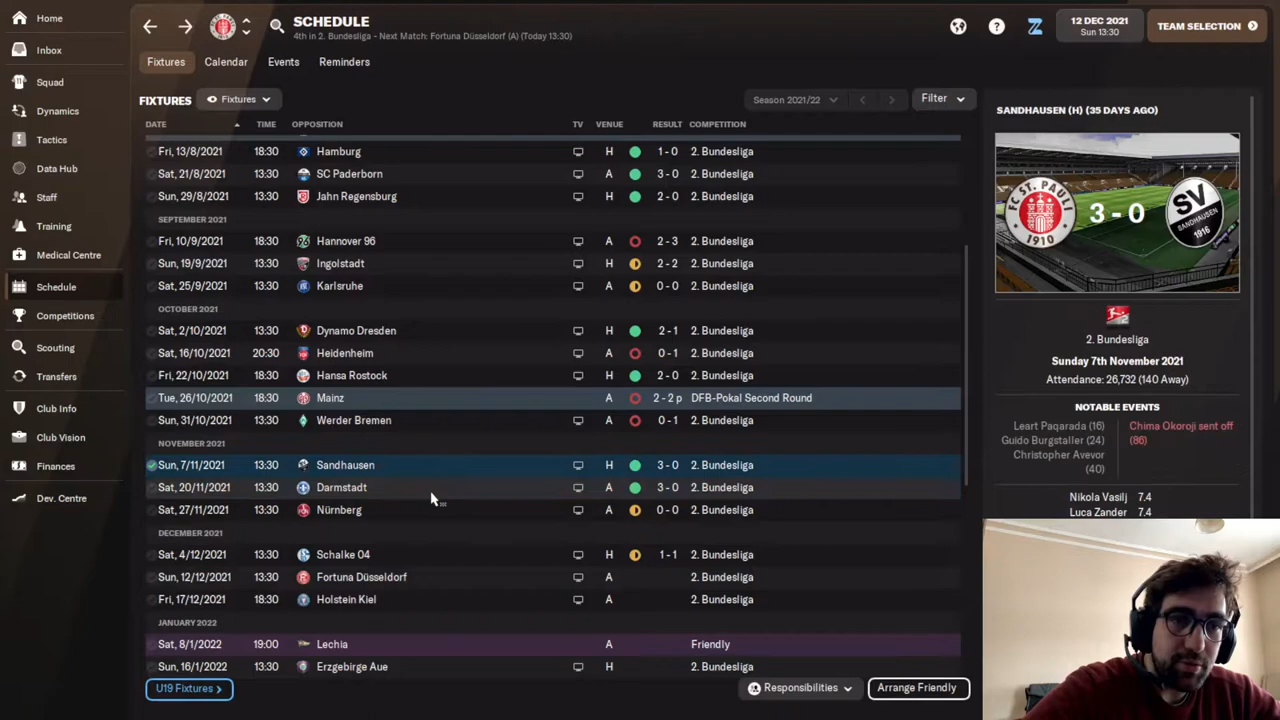 Home
Inbox
Squad
Dynamics
Tactics
Data Hub
Staff
Training
Medical Centre
Schedule
Competitions
Scouting
Transfers
Club Info
Club Vision
Finances
Dev. Centre
SCHEDULE
4th in 2. Bundesliga - Next Match: Fortuna Düsseldorf (A) (Today 13:30)
12 DEC 2021
Sun 13:30
TEAM SELECTION
Fixtures Calendar Events Reminders
FIXTURES Fixtures Season 2021/22 Filter
DATE TIME OPPOSITION TV VENUE RESULT COMPETITION
Fri, 13/8/2021 18:30 Hamburg H 1 - 0 2. Bundesliga
Sat, 21/8/2021 13:30 SC Paderborn A 3 - 0 2. Bundesliga
Sun, 29/8/2021 13:30 Jahn Regensburg H 2 - 0 2. Bundesliga
SEPTEMBER 2021
Fri, 10/9/2021 18:30 Hannover 96 A 2 - 3 2. Bundesliga
Sun, 19/9/2021 13:30 Ingolstadt H 2 - 2 2. Bundesliga
Sat, 25/9/2021 13:30 Karlsruhe A 0 - 0 2. Bundesliga
OCTOBER 2021
Sat, 2/10/2021 13:30 Dynamo Dresden H 2 - 1 2. Bundesliga
Sat, 16/10/2021 20:30 Heidenheim A 0 - 1 2. Bundesliga
Fri, 22/10/2021 18:30 Hansa Rostock H 2 - 0 2. Bundesliga
Tue, 26/10/2021 18:30 Mainz A 2 - 2 p DFB-Pokal Second Round
Sun, 31/10/2021 13:30 Werder Bremen A 0 - 1 2. Bundesliga
NOVEMBER 2021
Sun, 7/11/2021 13:30 Sandhausen H 3 - 0 2. Bundesliga
Sat, 20/11/2021 13:30 Darmstadt A 3 - 0 2. Bundesliga
Sat, 27/11/2021 13:30 Nürnberg A 0 - 0 2. Bundesliga
DECEMBER 2021
Sat, 4/12/2021 13:30 Schalke 04 H 1 - 1 2. Bundesliga
Sun, 12/12/2021 13:30 Fortuna Düsseldorf A 2. Bundesliga
Fri, 17/12/2021 18:30 Holstein Kiel A 2. Bundesliga
JANUARY 2022
Sat, 8/1/2022 19:00 Lechia A Friendly
Sun, 16/1/2022 13:30 Erzgebirge Aue H 2. Bundesliga
U19 Fixtures >
Responsibilities
Arrange Friendly
SANDHAUSEN (H) (35 DAYS AGO)
FC ST. PAULI
1910
3 - 0
SV
SANDHAUSEN
1916
2. Bundesliga
Sunday 7th November 2021
Attendance: 26,732 (140 Away)
NOTABLE EVENTS
Leart Paqarada (16)
Guido Burgstaller (24)
Christopher Avevor
(40)
Chima Okoroji sent off
(86)
Nikola Vasilj 7.4
Luca Zander 7.4